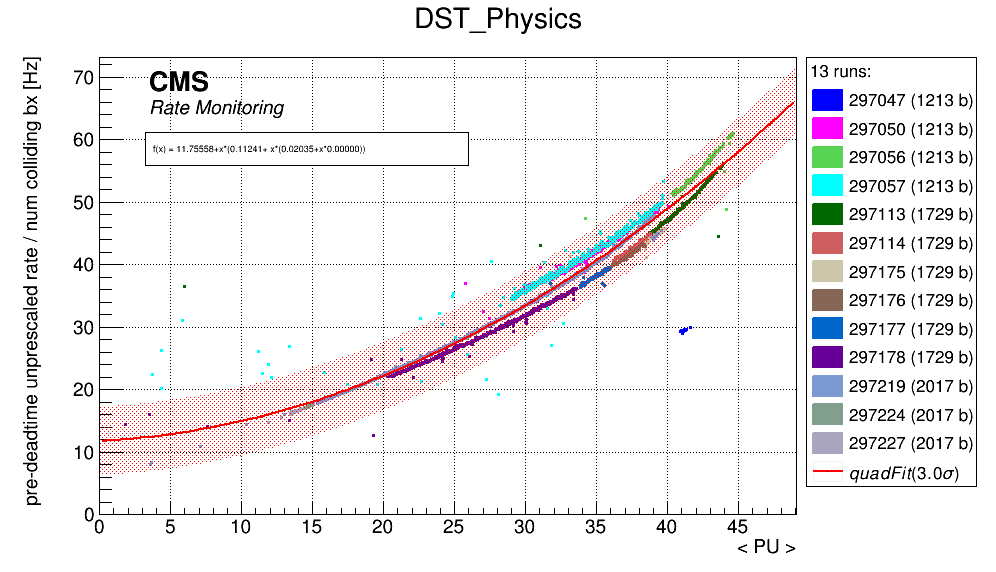 DST_Physics
pre-deadtime unprescaled rate / num colliding bx [Hz]
CMS
Rate Monitoring
f(x) = 11.75558+x*(0.11241+ x*(0.02035+x*0.00000))
70
60
50
40
30
20
10
0
0 5 10 15 20 25 30 35 40 45
< PU >
13 runs:
297047 (1213 b)
297050 (1213 b)
297056 (1213 b)
297057 (1213 b)
297113 (1729 b)
297114 (1729 b)
297175 (1729 b)
297176 (1729 b)
297177 (1729 b)
297178 (1729 b)
297219 (2017 b)
297224 (2017 b)
297227 (2017 b)
quadFit(3.0σ)